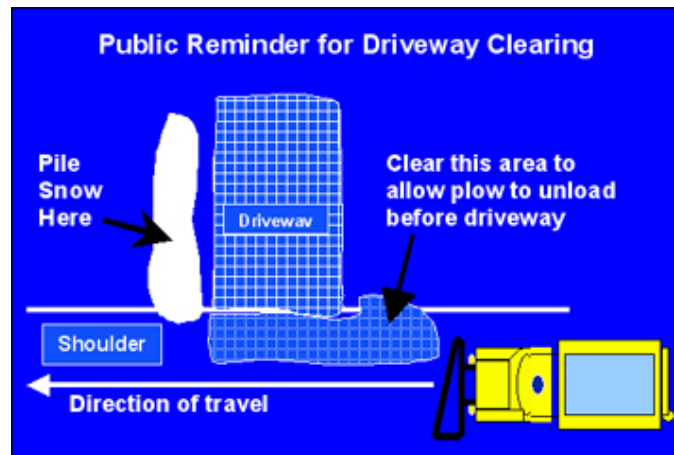 Public Reminder for Driveway Clearing
Pile
Snow
Here
Clear this area to
allow plow to unload
before driveway
Driveway
Shoulder
Direction of travel